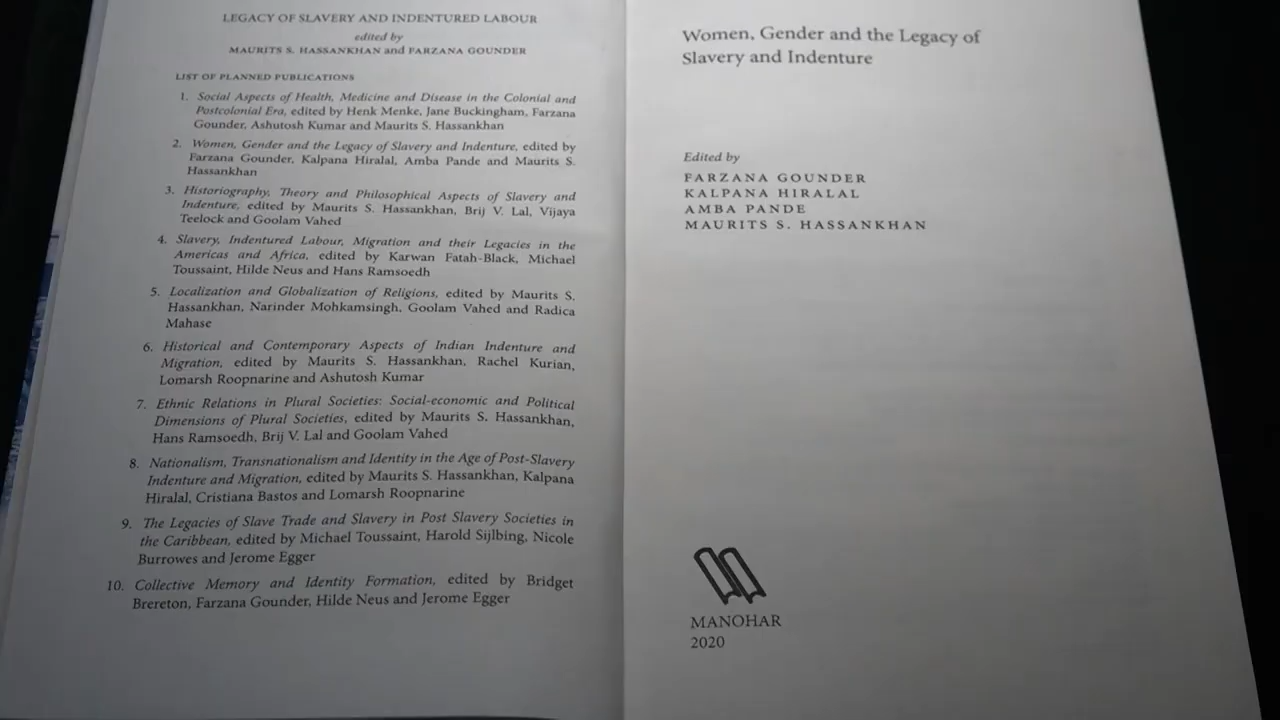 LEGACY OF SLAVERY AND INDENTURED LABOUR
edited by
MAURITS S. HASSANKHAN and FARZANA GOUNDER
LIST OF PLANNED PUBLICATIONS
1. Social Aspects of Health, Medicine and Disease in the Colonial and
Postcolonial Era, edited by Henk Menke, Jane Buckingham, Farzana
Gounder, Ashutosh Kumar and Maurits S. Hassankhan
2. Women, Gender and the Legacy of Slavery and Indenture, edited by
Farzana Gounder, Kalpana Hiralal, Amba Pande and Maurits S.
Hassankhan
3. Historiography, Theory and Philosophical Aspects of Slavery and
Indenture, edited by Maurits S. Hassankhan, Brij V. Lal, Vijaya
Teelock and Goolam Vahed
4. Slavery, Indentured Labour, Migration and their Legacies in the
Americas and Africa, edited by Karwan Fatah-Black, Michael
Toussaint, Hilde Neus and Hans Ramsoedh
5. Localization and Globalization of Religions, edited by Maurits S.
Hassankhan, Narinder Mohkamsingh, Goolam Vahed and Radica
Mahase
6. Historical and Contemporary Aspects of Indian Indenture and
Migration, edited by Maurits S. Hassankhan, Rachel Kurian,
Lomarsh Roopnarine and Ashutosh Kumar
7. Ethnic Relations in Plural Societies: Social-economic and Political
Dimensions of Plural Societies, edited by Maurits S. Hassankhan,
Hans Ramsoedh, Brij V. Lal and Goolam Vahed
8. Nationalism, Transnationalism and Identity in the Age of Post-Slavery
Indenture and Migration, edited by Maurits S. Hassankhan, Kalpana
Hiralal, Cristiana Bastos and Lomarsh Roopnarine
9. The Legacies of Slave Trade and Slavery in Post Slavery Societies in
the Caribbean, edited by Michael Toussaint, Harold Sijlbing, Nicole
Burrowes and Jerome Egger
10. Collective Memory and Identity Formation, edited by Bridget
Brereton, Farzana Gounder, Hilde Neus and Jerome Egger
Women, Gender and the Legacy of
Slavery and Indenture
Edited by
FARZANA GOUNDER
KALPANA HIRALAL
AMBA PANDE
MAURITS S. HASSANKHAN
MANOHAR
2020